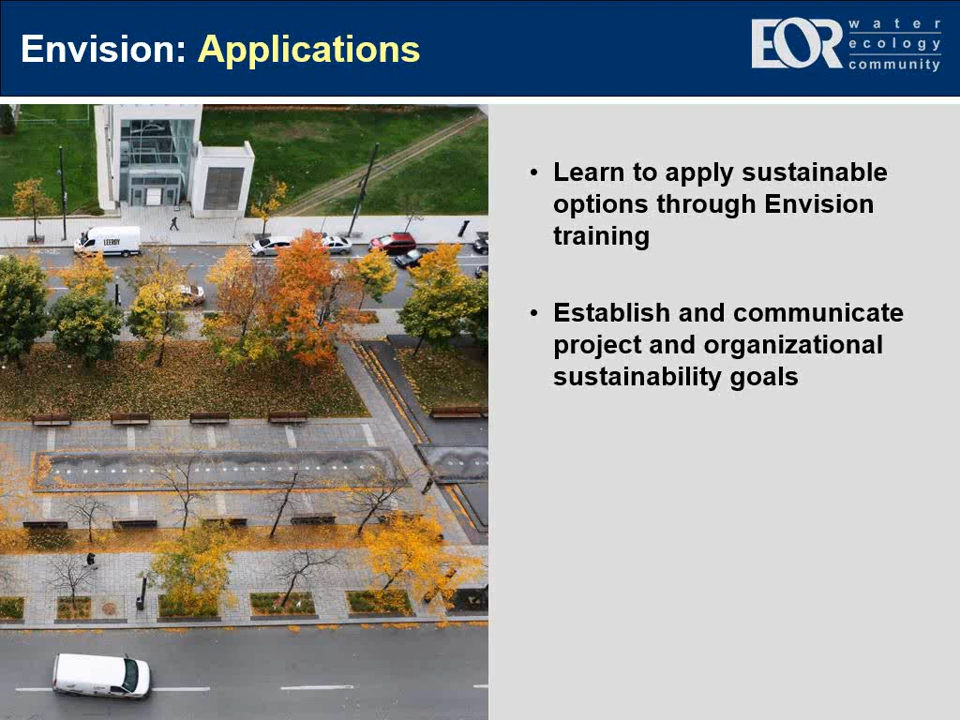 Envision: Applications
EOR
water
ecology
community
LEEROY
• Learn to apply sustainable
options through Envision
training
• Establish and communicate
project and organizational
sustainability goals